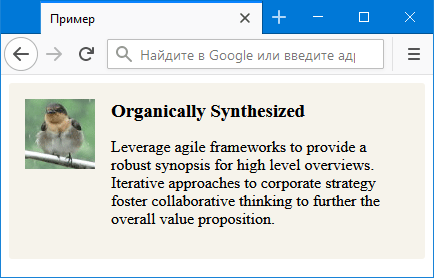 Пример
Найдите в Google или введите адр
Organically Synthesized
Leverage agile frameworks to provide a
robust synopsis for high level overviews.
Iterative approaches to corporate strategy
foster collaborative thinking to further the
overall value proposition.